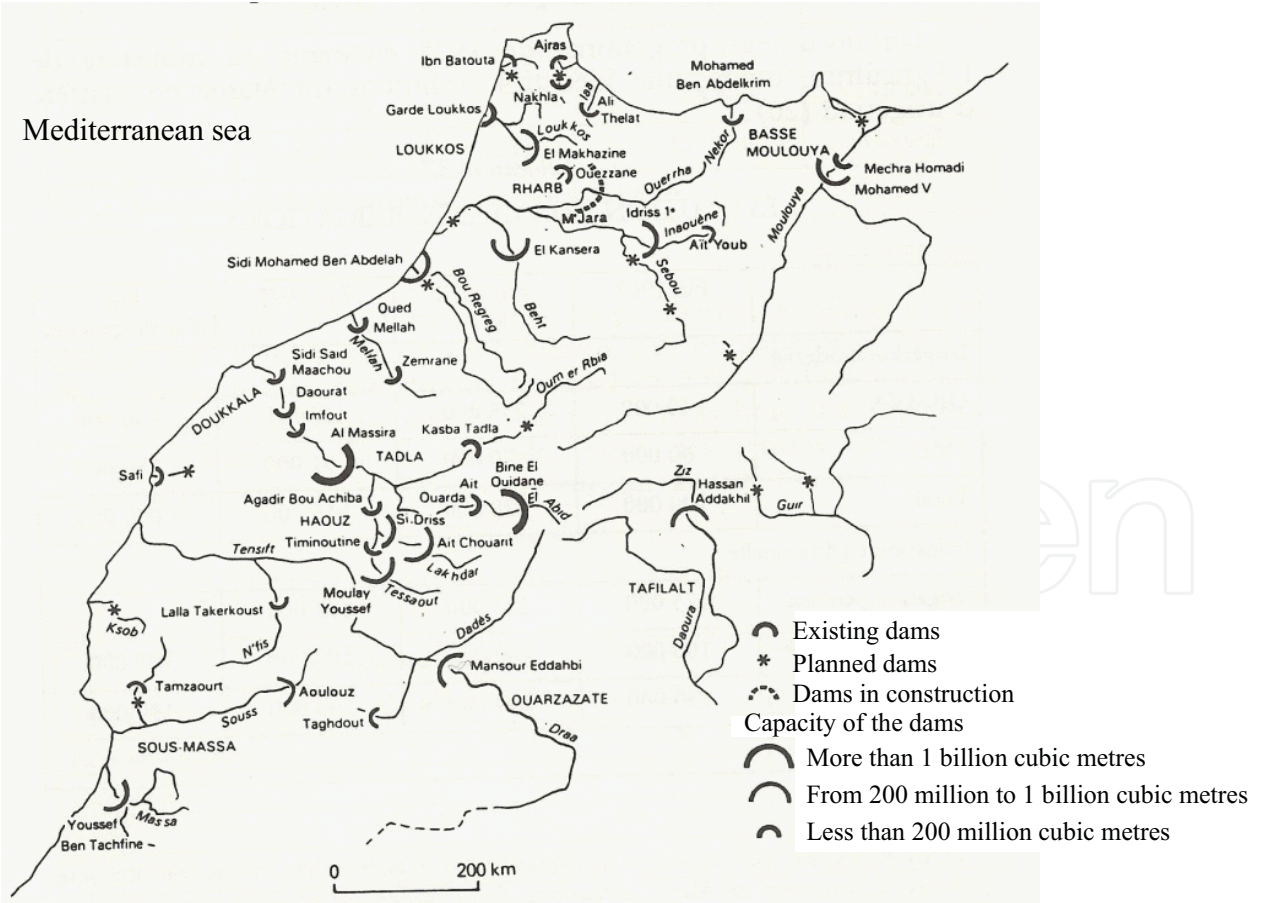 Ajras
Ibn Batouta
Mohamed
Ben Abdelkrim
Nakhla
laa
Ali
Thelat
Garde Loukkos
Loukkos
Mediterranean sea
LOUKKOS
El Makhazine
Nekor
BASSE
MOULOUYA
Ouezzane
RHARB
Ouerrha
Mechra Homadi
Mohamed V
M'Jara
Idriss 1
Inaouène
Aït Youb
Moulouya
El Kansera
Sidi Mohamed Ben Abdelah
Bou Regreg
Beht
Sebou
Oued
Mellah
Mellah
Sidi Said
Maachou
Zemrane
Oum er Rbia
DOUKKALA
Daourat
Imfout
Al Massira
Kasba Tadla
TADLA
Safi
Bine El
Ouidane
Ait
Ouarda
El Abid
Ziz
Hassan
Addakhil
Guir
Agadir Bou Achiba
HAOUZ
Si Driss
Timinoutine
Ait Chouarit
Tensift
Lakhdar
Moulay
Youssef
Tessaout
TAFILALT
Lalla Takerkoust
Ksob
N'fis
Dadès
Daoura
Existing dams
Planned dams
Dams in construction
Mansour Eddahbi
Tamzaourt
Aoulouz
OUARZAZATE
Souss
Taghdout
Draa
Capacity of the dams
SOUS-MASSA
More than 1 billion cubic metres
From 200 million to 1 billion cubic metres
Less than 200 million cubic metres
Massa
Youssef
Ben Tachfine
0 200 km
en